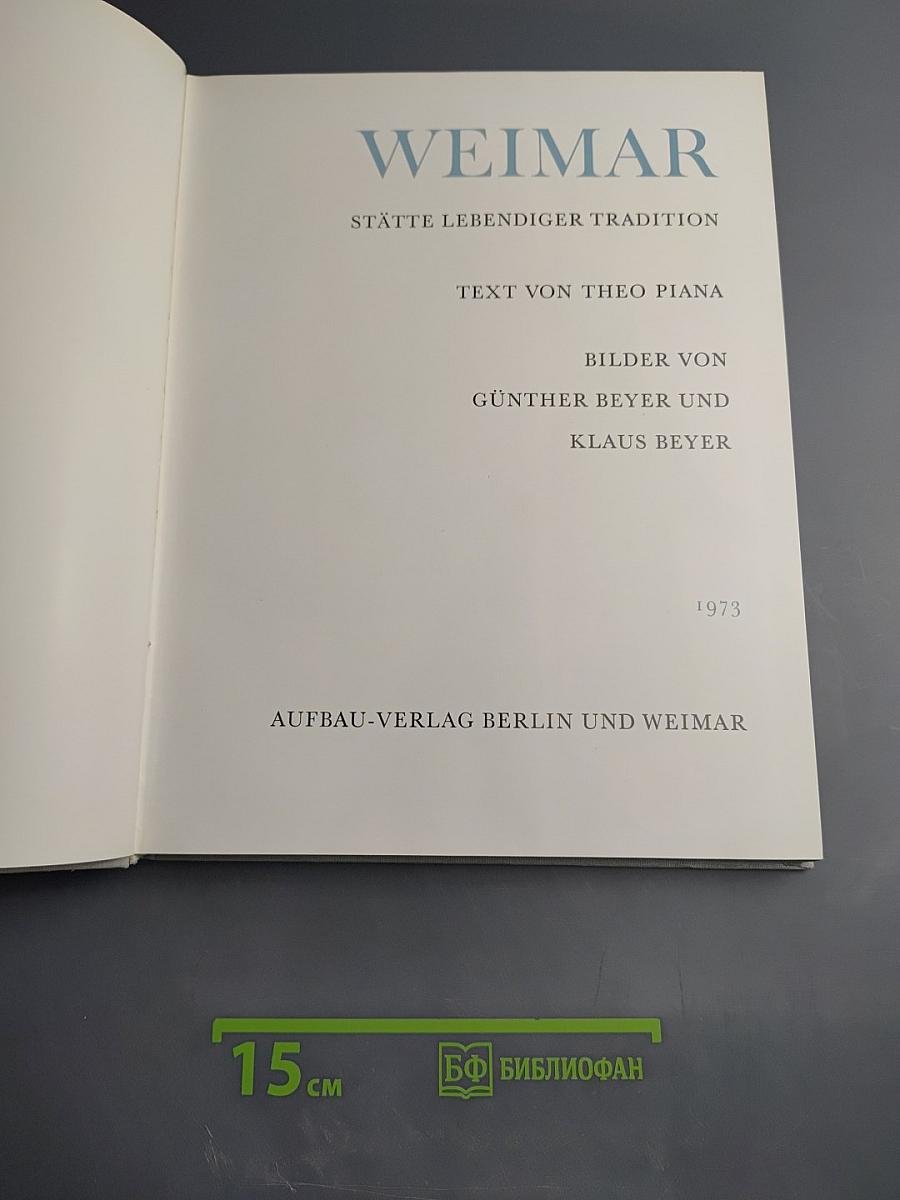 WEIMAR
STÄTTE LEBENDIGER TRADITION
TEXT VON THEO PIANA
BILDER VON
GÜNTHER BEYER UND
KLAUS BEYER
1973
AUFBAU-VERLAG BERLIN UND WEIMAR
15 см
БФ БИБЛИОФАН